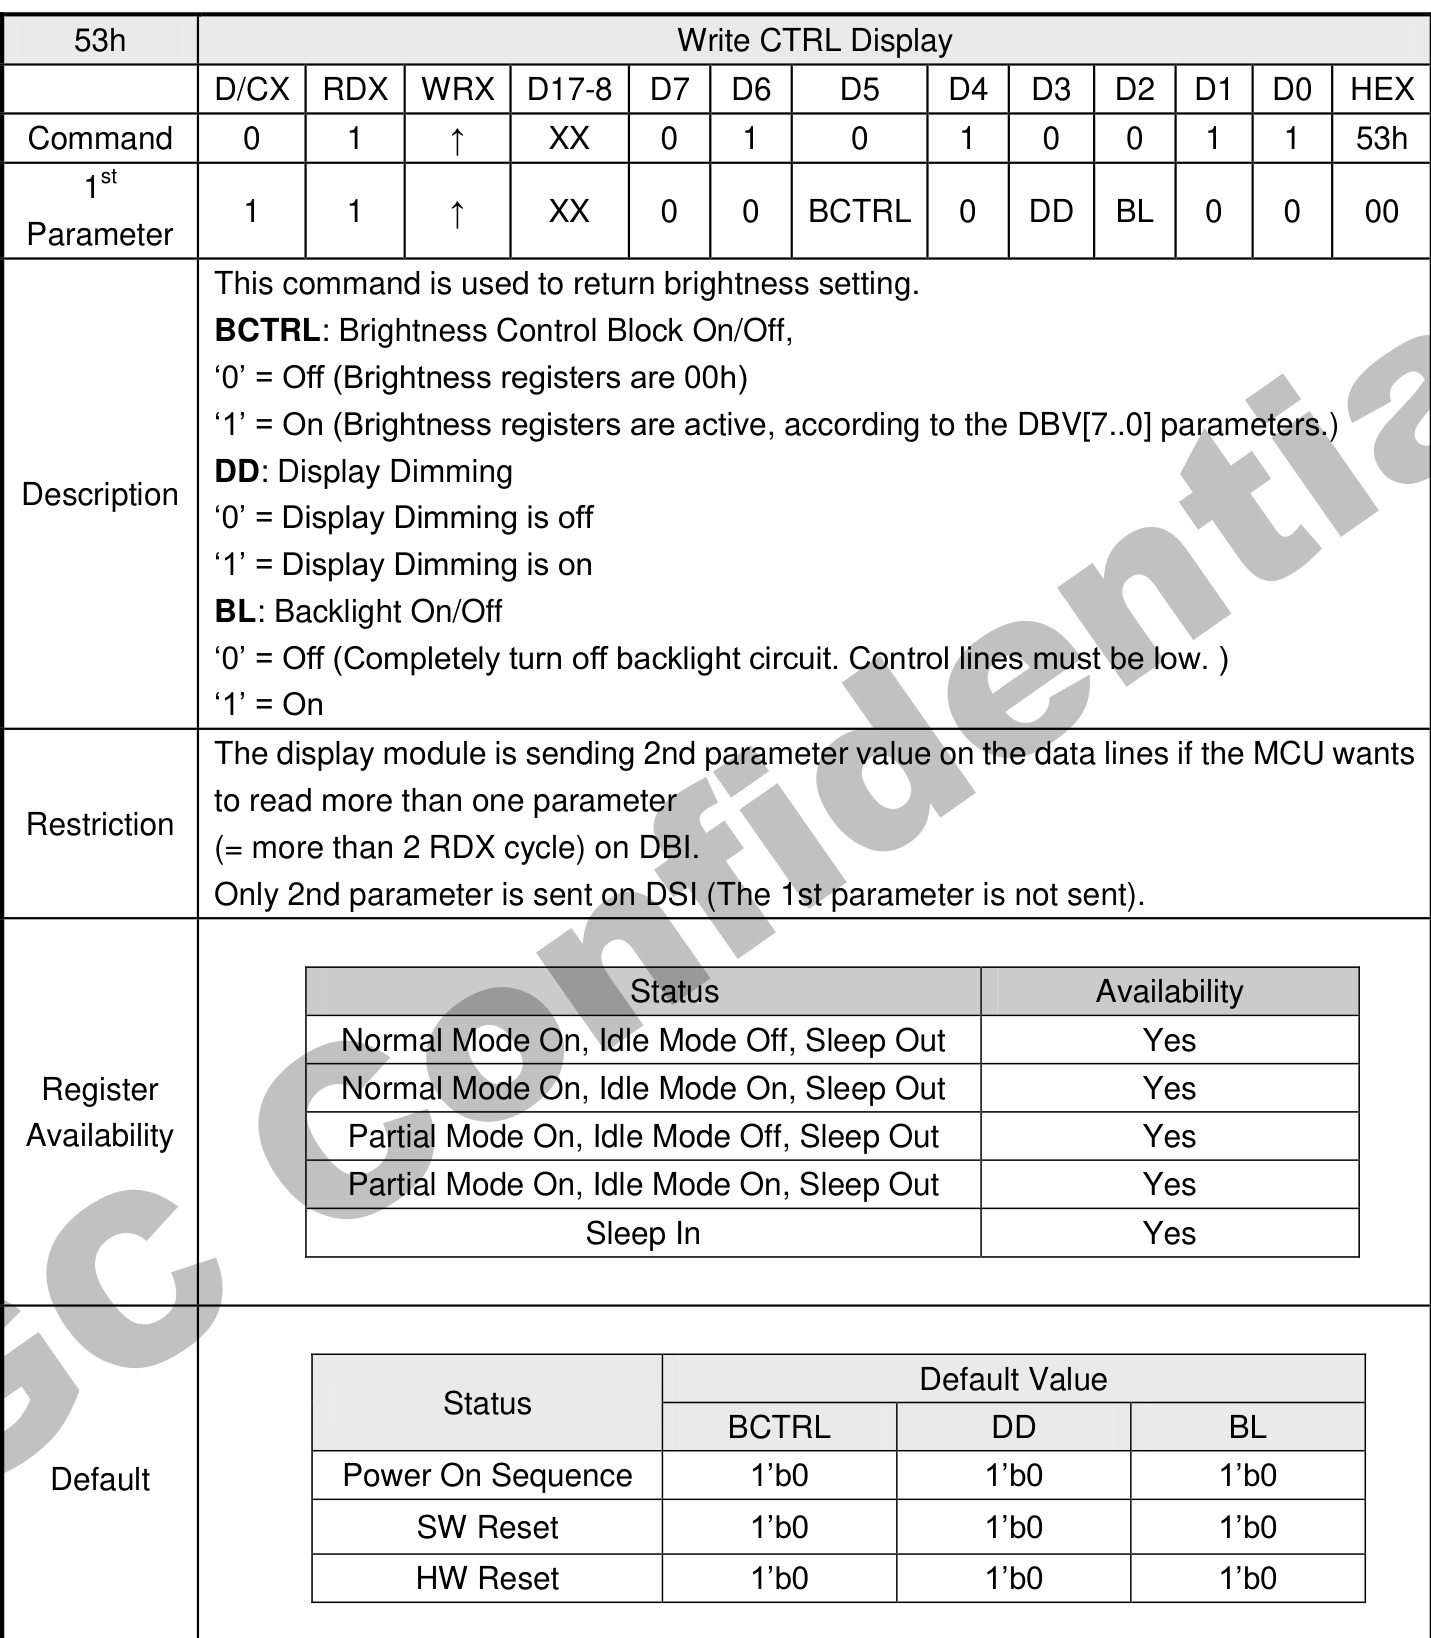 53h Write CTRL Display
D/CX RDX WRX D17-8 D7 D6 D5 D4 D3 D2 D1 D0 HEX
Command 0 1 ↑ XX 0 1 0 1 0 0 1 1 53h
1st Parameter 1 1 ↑ XX 0 0 BCTRL 0 DD BL 0 0 00
Description
This command is used to return brightness setting.
BCTRL: Brightness Control Block On/Off,
‘0’ = Off (Brightness registers are 00h)
‘1’ = On (Brightness registers are active, according to the DBV[7..0] parameters.)
DD: Display Dimming
‘0’ = Display Dimming is off
‘1’ = Display Dimming is on
BL: Backlight On/Off
‘0’ = Off (Completely turn off backlight circuit. Control lines must be low. )
‘1’ = On
Restriction
The display module is sending 2nd parameter value on the data lines if the MCU wants
to read more than one parameter
(= more than 2 RDX cycle) on DBI.
Only 2nd parameter is sent on DSI (The 1st parameter is not sent).
Register
Availability
Status Availability
Normal Mode On, Idle Mode Off, Sleep Out Yes
Normal Mode On, Idle Mode On, Sleep Out Yes
Partial Mode On, Idle Mode Off, Sleep Out Yes
Partial Mode On, Idle Mode On, Sleep Out Yes
Sleep In Yes
Default
Status Default Value
BCTRL DD BL
Power On Sequence 1’b0 1’b0 1’b0
SW Reset 1’b0 1’b0 1’b0
HW Reset 1’b0 1’b0 1’b0
GC Confidentia